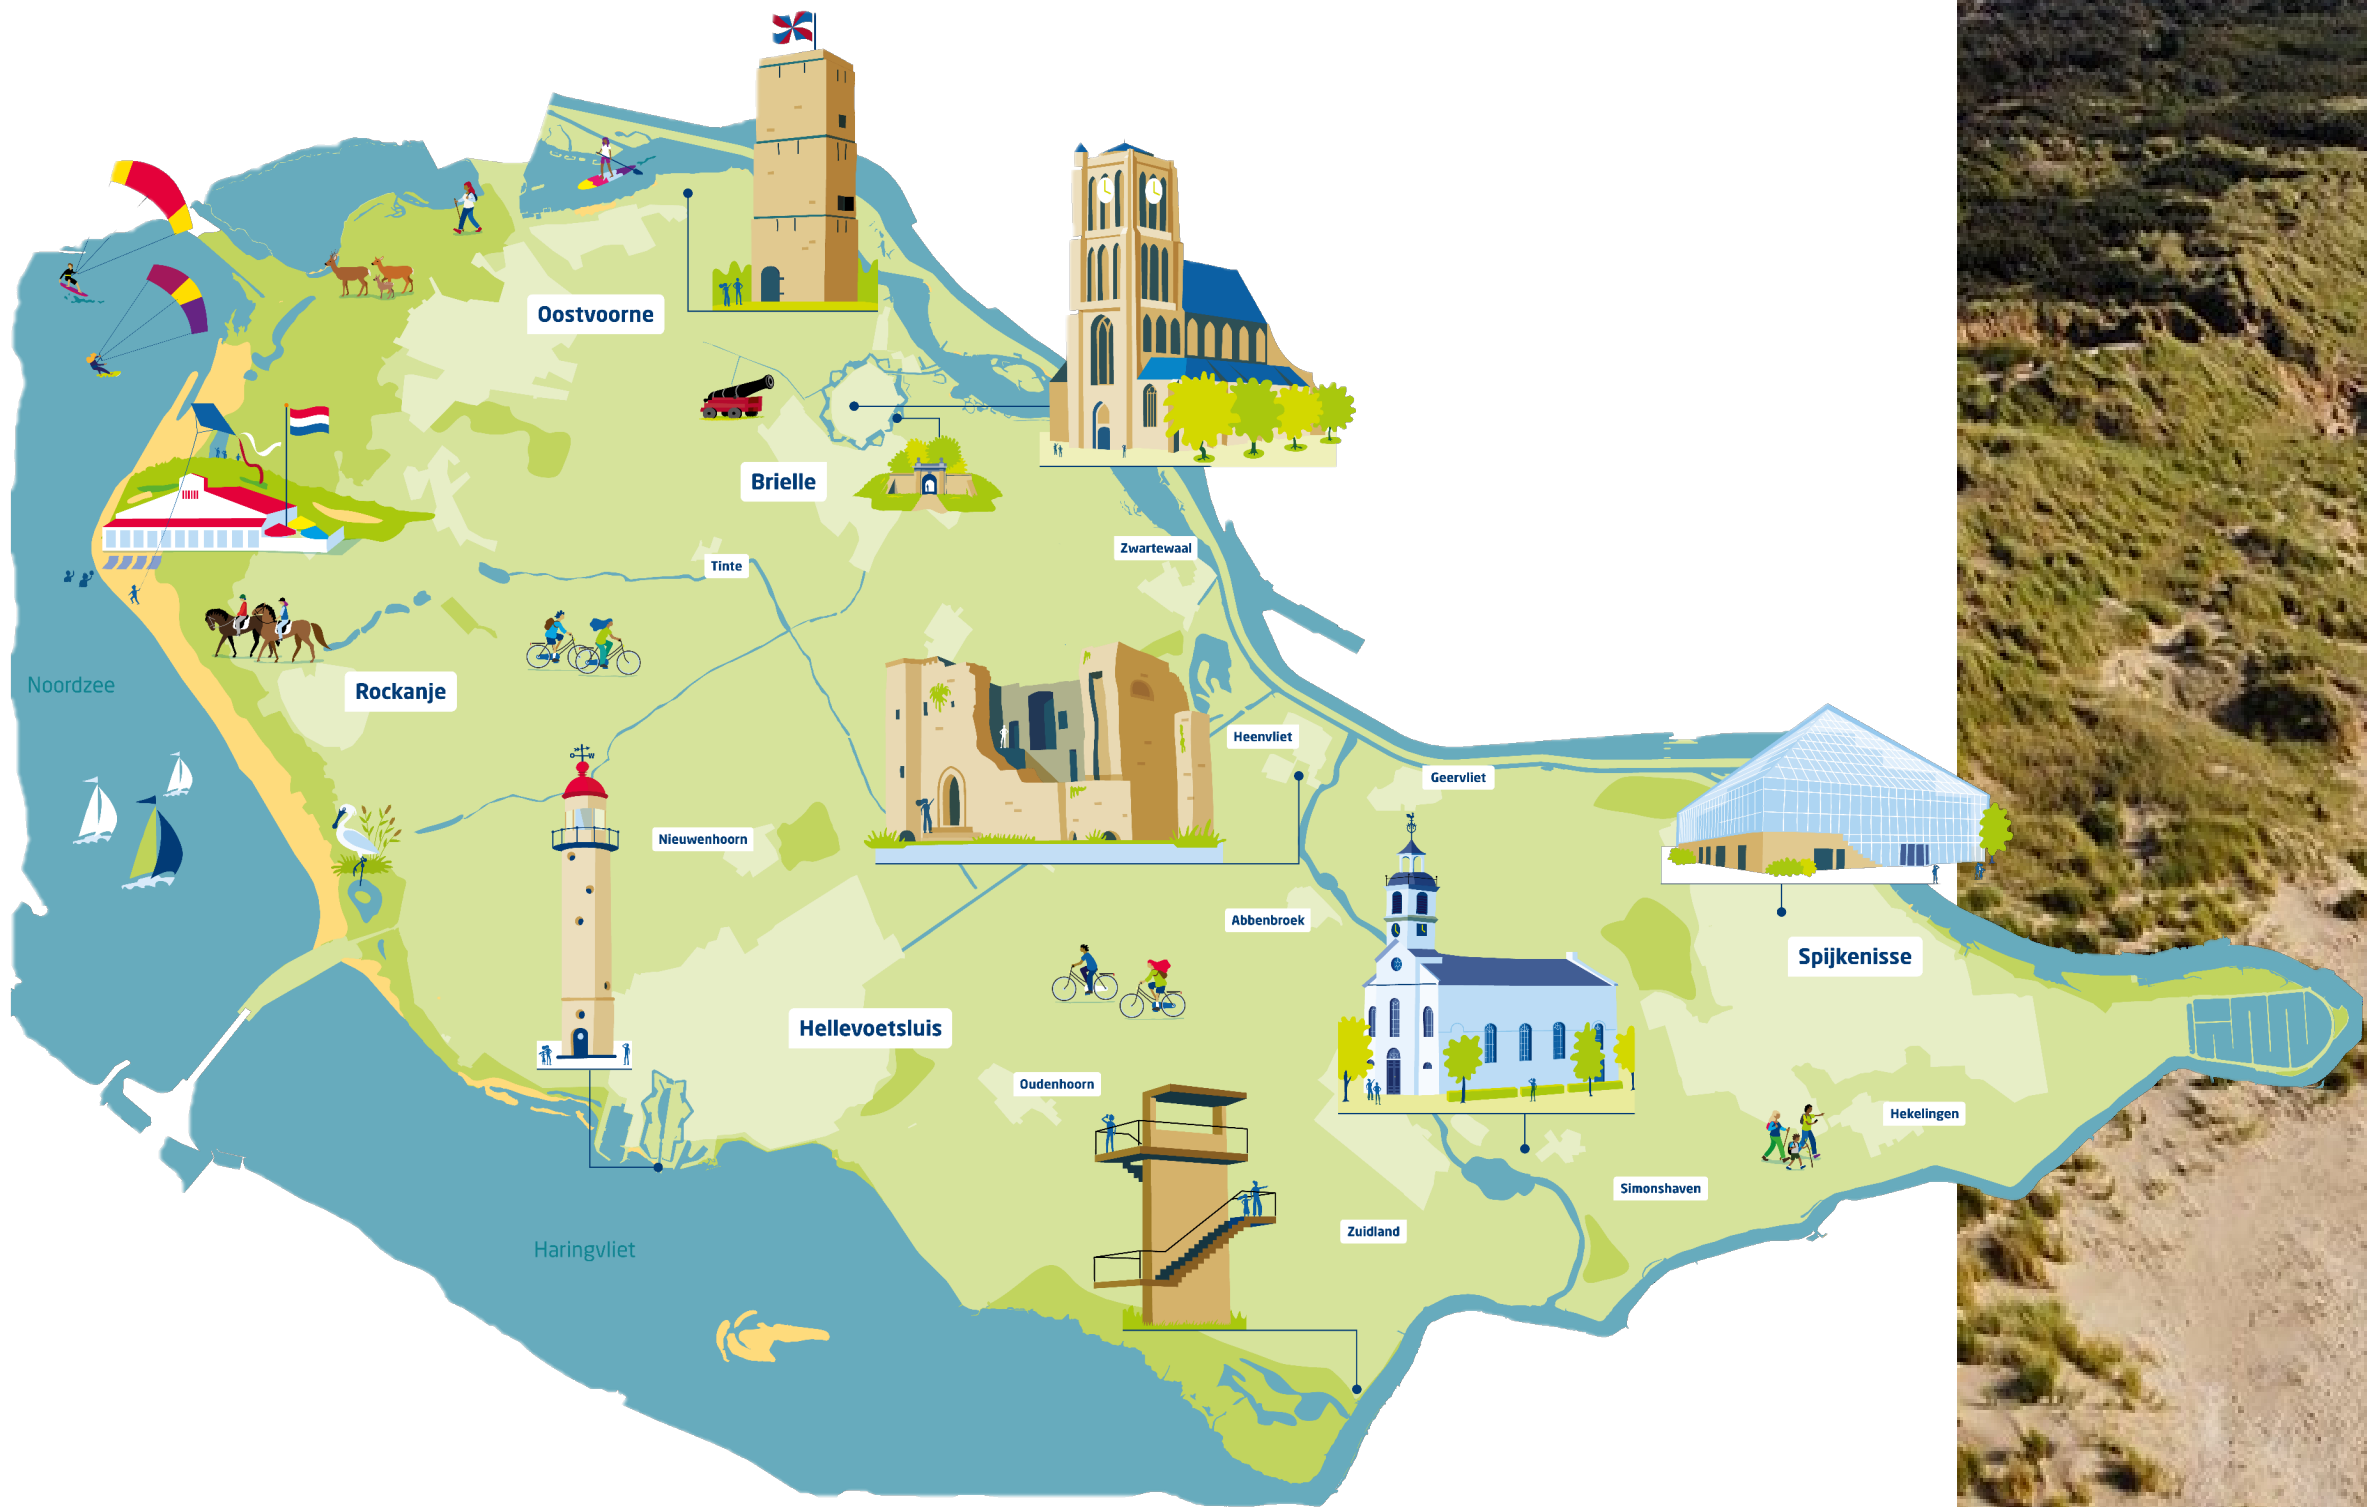 Oostvoorne
Brielle
Zwartewaal
Tinte
Noordzee
Rockanje
Heenvliet
Geervliet
Nieuwenhoorn
Abbenbroek
Spijkenisse
Hellevoetsluis
Oudenhoorn
Hekelingen
Simonshaven
Zuidland
Haringvliet